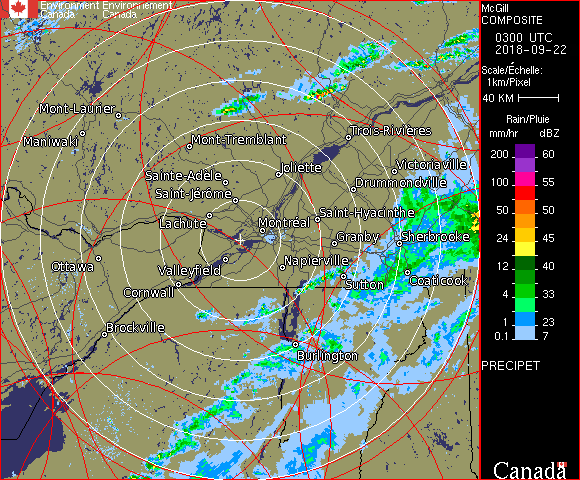 Environment Environnement
Canada Canada
McGill
COMPOSITE
0300 UTC
2018-09-22
Scale/Échelle:
1km/Pixel
40 KM
Rain/Pluie
mm/hr dBZ
200 60
100 55
50 50
24 45
12 40
4 33
1 23
0.1 7
PRECIPET
Canada
Mont-Laurier
Maniwaki
Mont-Tremblant
Trois-Rivières
Victoriaville
Sainte-Adèle
Joliette
Drummondville
Saint-Jérôme
Lachute
Saint-Hyacinthe
Montréal
Granby
Sherbrooke
Ottawa
Valleyfield
Napierville
Coaticook
Cornwall
Sutton
Brockville
Burlington